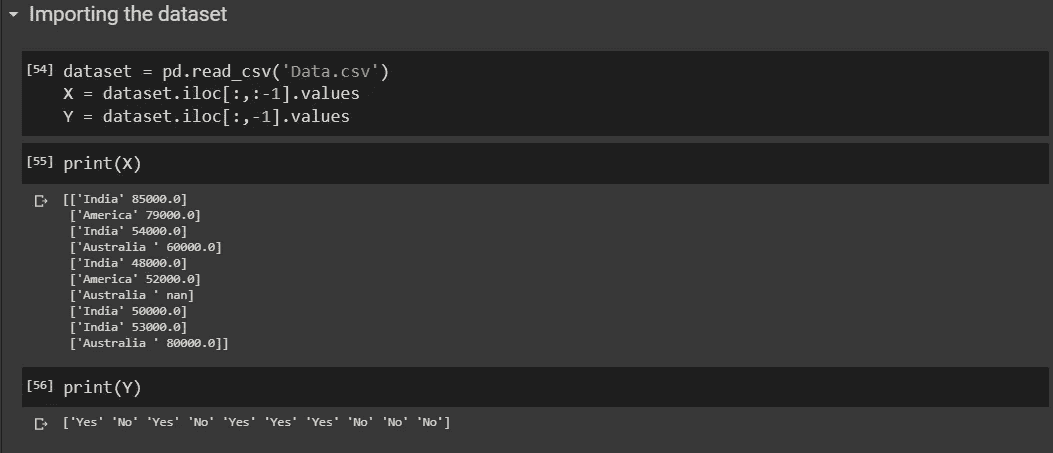 Importing the dataset
[54] dataset = pd.read_csv('Data.csv')
X = dataset.iloc[:,:-1].values
Y = dataset.iloc[:,-1].values
[55] print(X)
[['India' 85000.0]
['America' 79000.0]
['India' 54000.0]
['Australia ' 60000.0]
['India' 48000.0]
['America' 52000.0]
['Australia ' nan]
['India' 50000.0]
['India' 53000.0]
['Australia ' 80000.0]]
[56] print(Y)
['Yes' 'No' 'Yes' 'No' 'Yes' 'Yes' 'Yes' 'No' 'No' 'No']